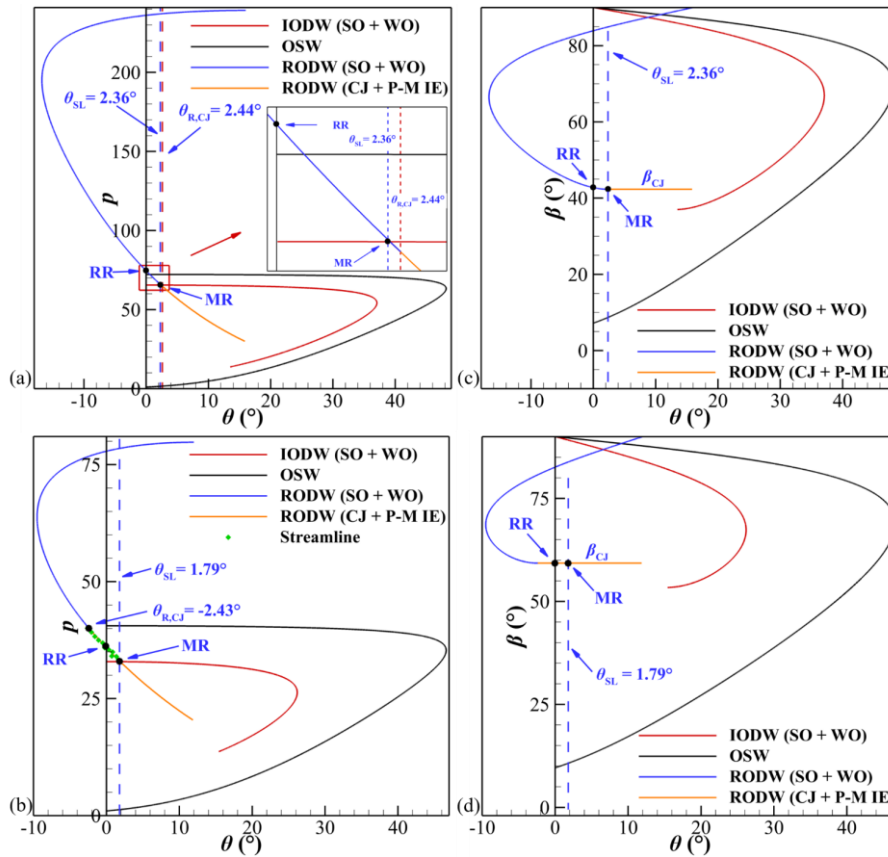 IODW (SO + WO)
OSW
RODW (SO + WO)
RODW (CJ + P-M IE)
200
150
100
50
0
p
θSL = 2.36°
θR,CJ = 2.44°
RR
θSL = 2.36°
θR,CJ = 2.44°
MR
RR
MR
(a)
-10 0 10 20 30 40
θ (°)
80
60
40
20
0
β (°)
θSL = 2.36°
RR
βCJ
MR
IODW (SO + WO)
OSW
RODW (SO + WO)
RODW (CJ + P-M IE)
(c)
-10 0 10 20 30 40
θ (°)
IODW (SO + WO)
OSW
RODW (SO + WO)
RODW (CJ + P-M IE)
Streamline
75
50
25
0
p
θSL = 1.79°
θR,CJ = -2.43°
RR
MR
(b)
-10 0 10 20 30 40
θ (°)
75
50
25
0
β (°)
RR
βCJ
MR
θSL = 1.79°
IODW (SO + WO)
OSW
RODW (SO + WO)
RODW (CJ + P-M IE)
(d)
-10 0 10 20 30 40
θ (°)